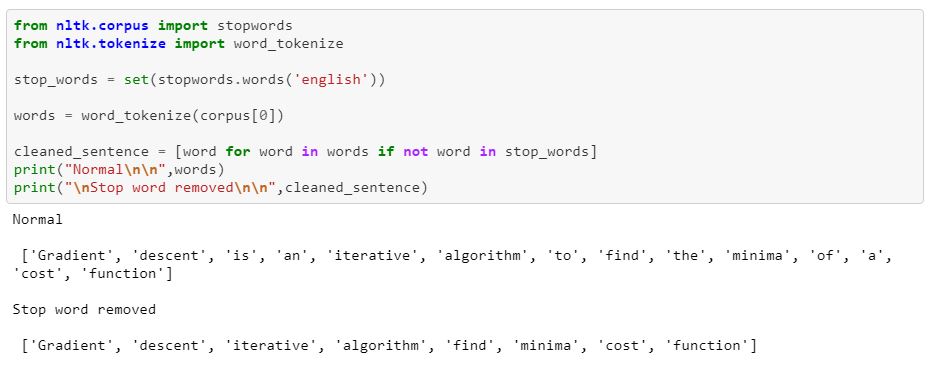 from nltk.corpus import stopwords
from nltk.tokenize import word_tokenize
stop_words = set(stopwords.words('english'))
words = word_tokenize(corpus[0])
cleaned_sentence = [word for word in words if not word in stop_words]
print("Normal\n\n",words)
print("\nStop word removed\n\n",cleaned_sentence)
Normal
['Gradient', 'descent', 'is', 'an', 'iterative', 'algorithm', 'to', 'find', 'the', 'minima', 'of', 'a',
'cost', 'function']
Stop word removed
['Gradient', 'descent', 'iterative', 'algorithm', 'find', 'minima', 'cost', 'function']